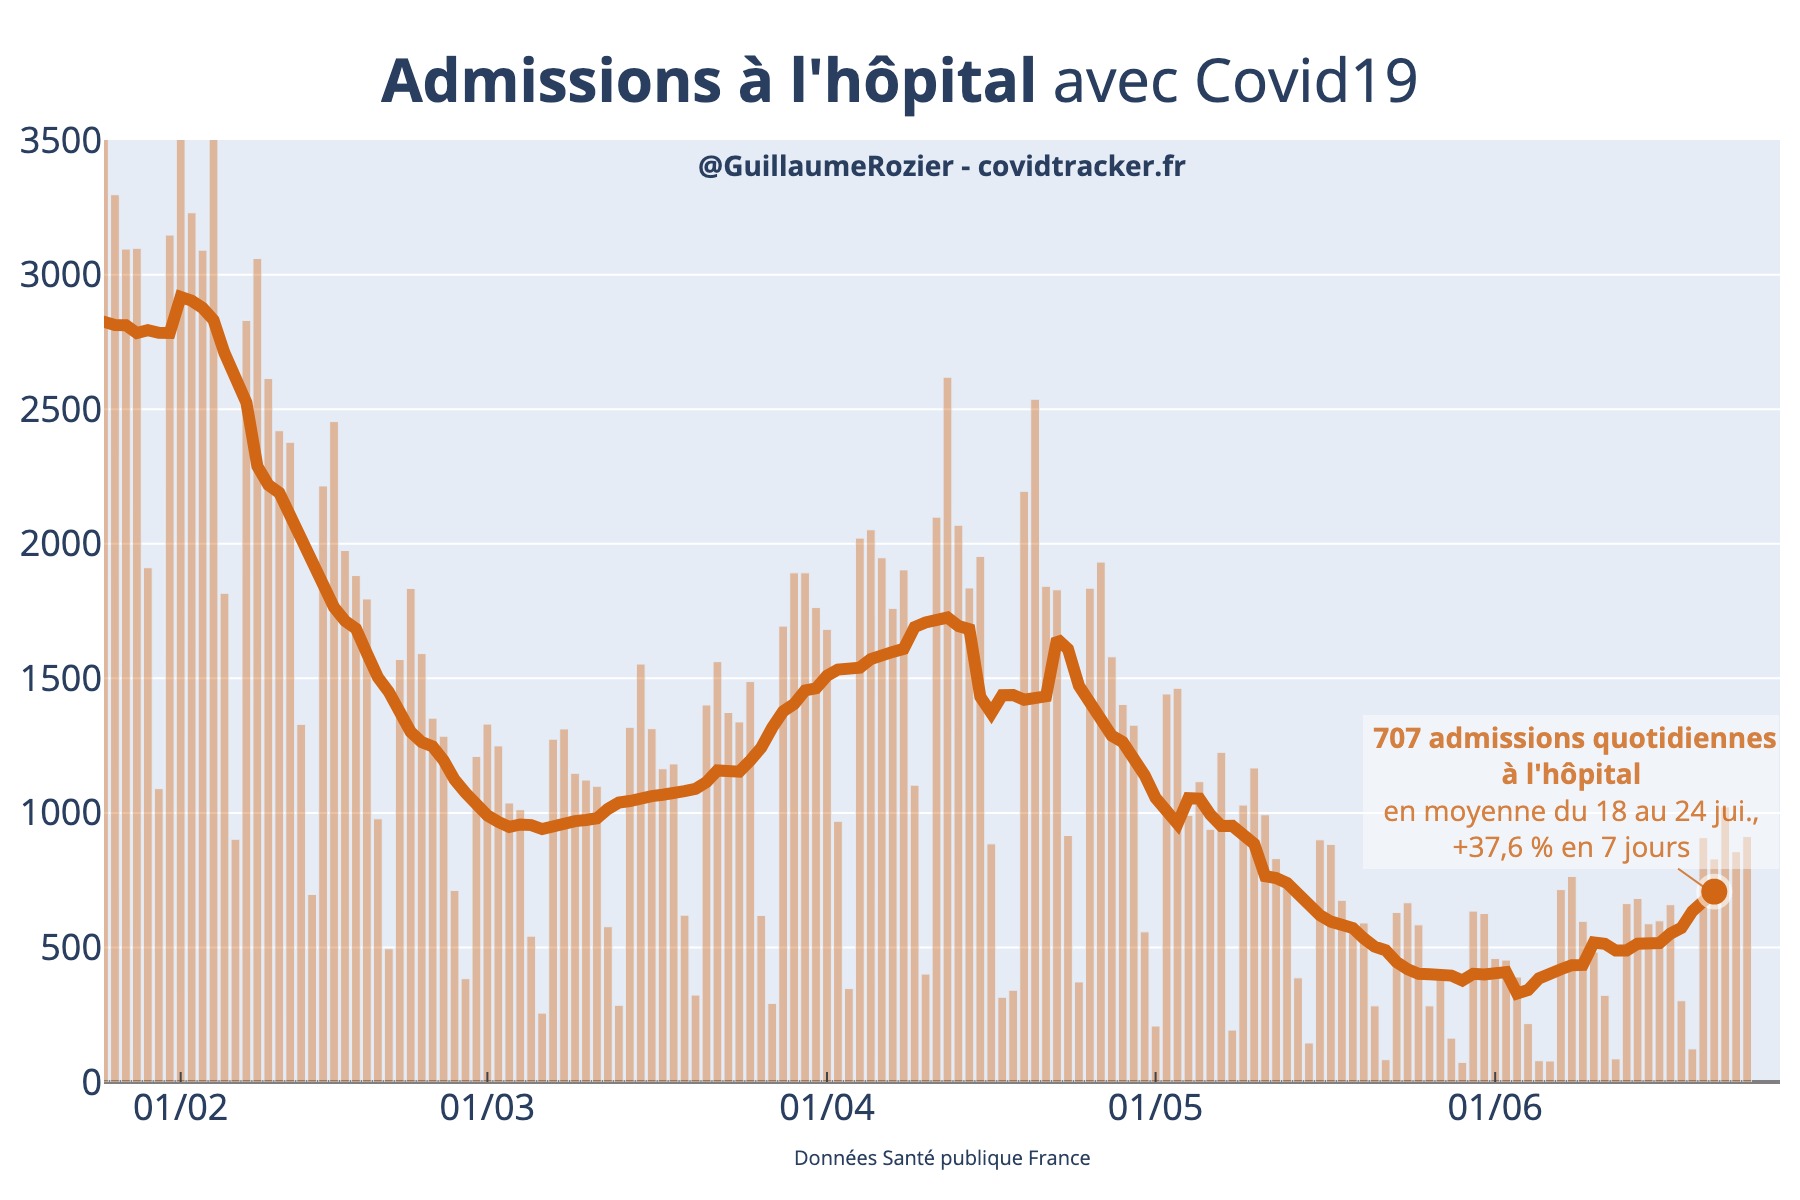 Admissions à l'hôpital avec Covid19
@GuillaumeRozier - covidtracker.fr
3500
3000
2500
2000
1500
1000
500
0
707 admissions quotidiennes
à l'hôpital
en moyenne du 18 au 24 jui.,
+37,6 % en 7 jours
01/02 01/03 01/04 01/05 01/06
Données Santé publique France